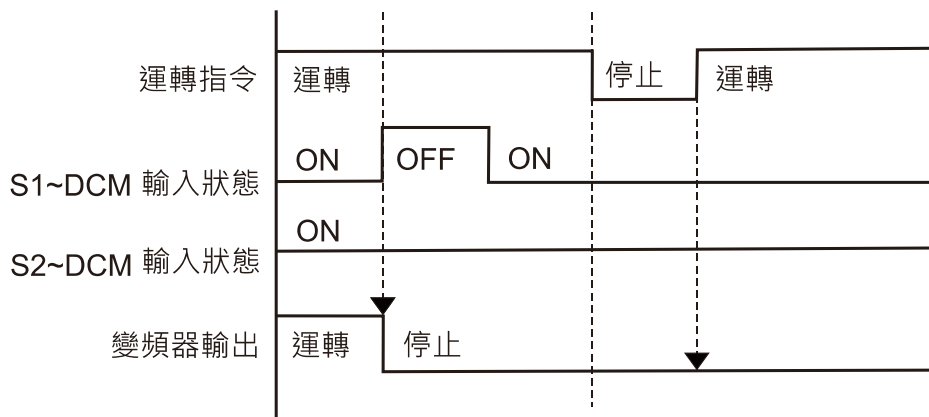 運轉指令 運轉 停止 運轉
S1~DCM 輸入狀態 ON OFF ON
S2~DCM 輸入狀態 ON
變頻器輸出 運轉 停止